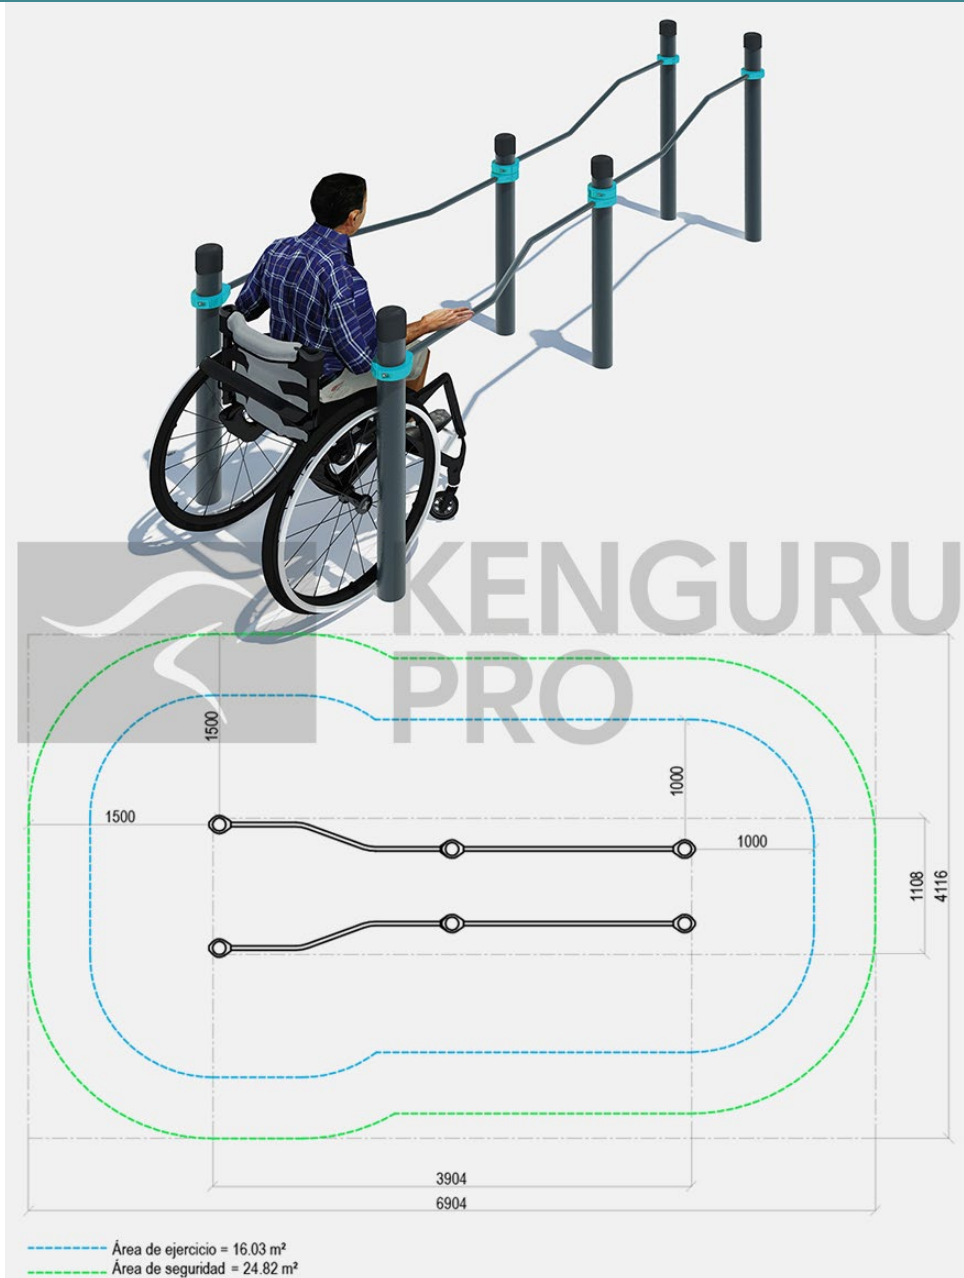 KENGURU
PRO
1500
1500
1000
1000
1108
4116
3904
6904
Área de ejercicio = 16.03 m²
Área de seguridad = 24.82 m²